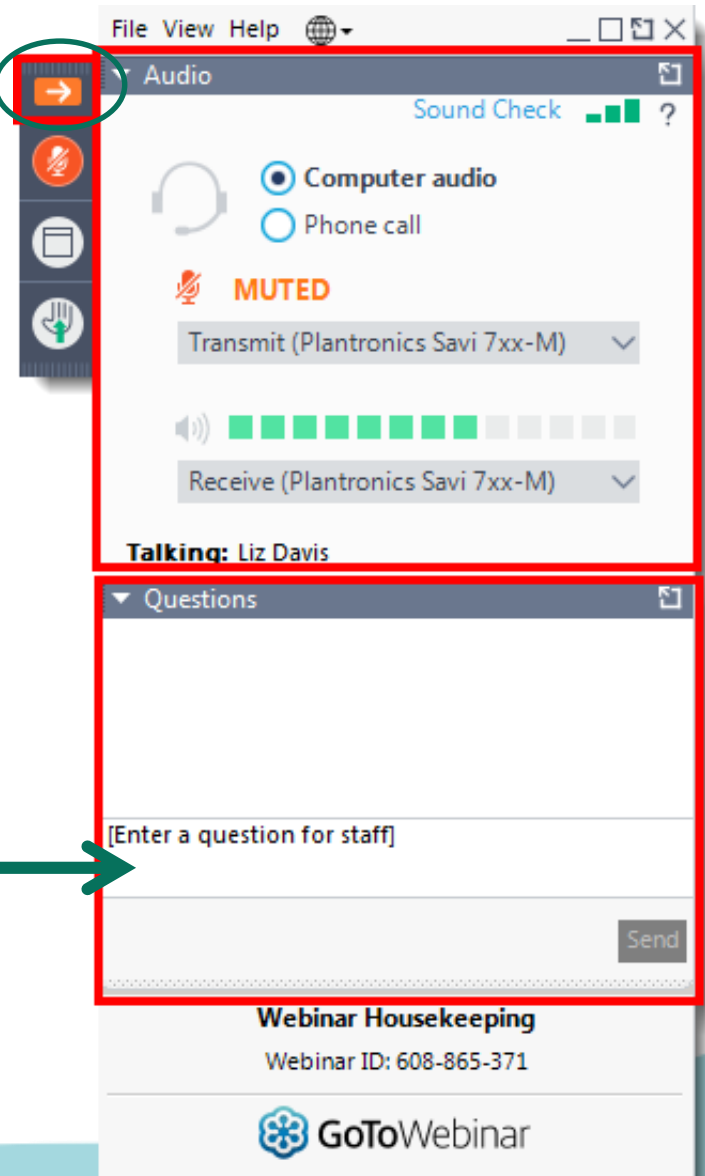 File View Help
Audio
Sound Check ?
Computer audio
Phone call
MUTED
Transmit (Plantronics Savi 7xx-M)
Receive (Plantronics Savi 7xx-M)
Talking: Liz Davis
Questions
[Enter a question for staff]
Send
Webinar Housekeeping
Webinar ID: 608-865-371
GoToWebinar